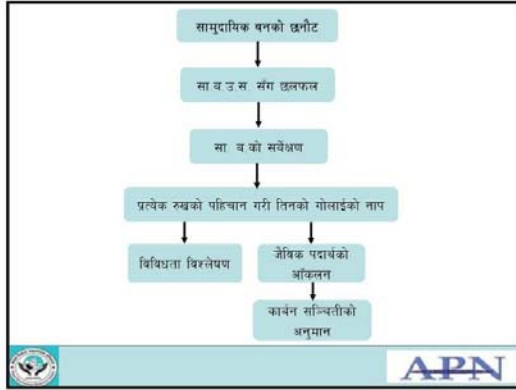 सामुदायिक बनको छनौट
सा.ब.उ.स. सँग छलफल
सा. ब.को सर्वेक्षण
प्रत्येक रुखको पहिचान गरी तिनको गोलाईको नाप
विविधता विश्लेषण
जैविक पदार्थको
आँकलन
कार्बन सञ्चितीको
अनुमान
APN